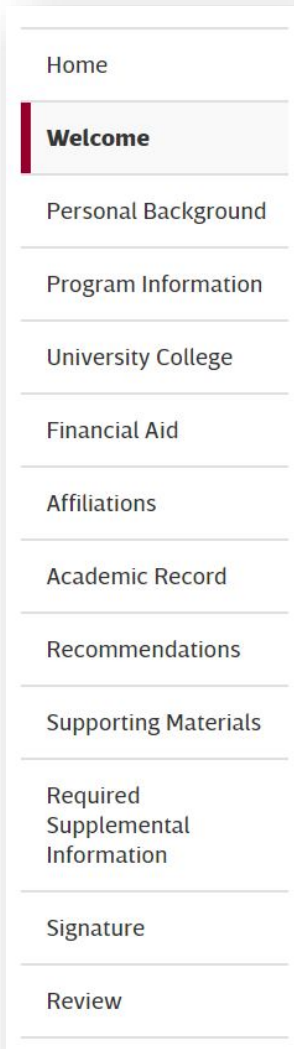 Home
Welcome
Personal Background
Program Information
University College
Financial Aid
Affiliations
Academic Record
Recommendations
Supporting Materials
Required
Supplemental
Information
Signature
Review